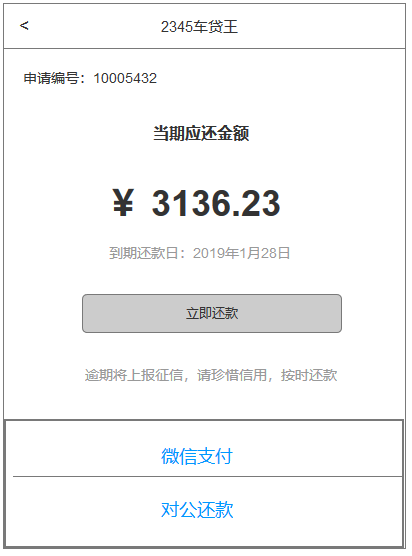 <
2345车贷王
申请编号：10005432
当期应还金额
¥ 3136.23
到期还款日：2019年1月28日
立即还款
逾期将上报征信，请珍惜信用，按时还款
微信支付
对公还款